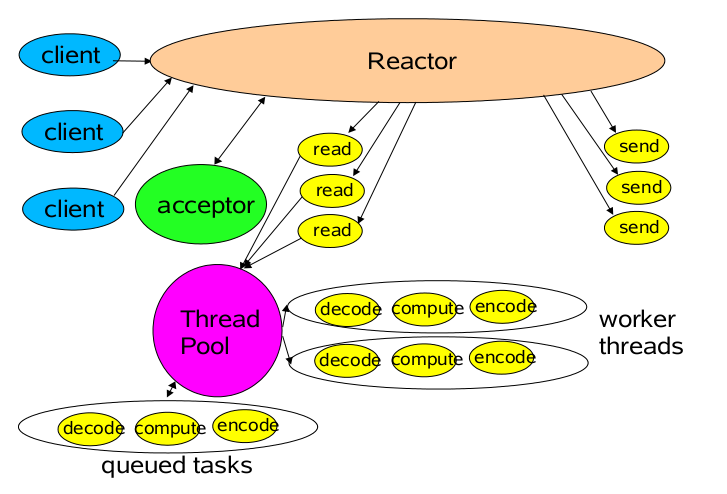 client
Reactor
client
client
acceptor
read
read
read
send
send
send
Thread
Pool
decode
compute
encode
decode
compute
encode
worker
threads
decode
compute
encode
queued tasks